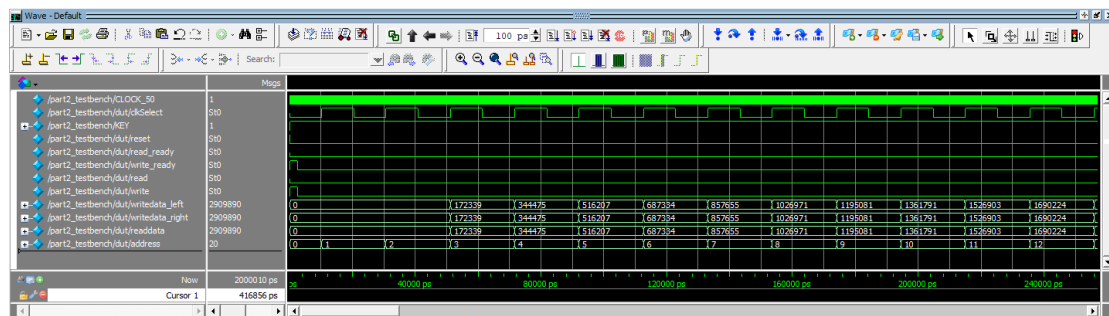 Wave - Default
100 ps
Search:
Msgs
/part2_testbench/CLOCK_50 1
/part2_testbench/dut/clkSelect St0
/part2_testbench/KEY 1
/part2_testbench/dut/reset St0
/part2_testbench/dut/read_ready St0
/part2_testbench/dut/write_ready St0
/part2_testbench/dut/read St0
/part2_testbench/dut/write St0
/part2_testbench/dut/writedata_left 2909890 0 172339 344475 516207 687334 857655 1026971 1195081 1361791 1526903 1690224
/part2_testbench/dut/writedata_right 2909890 0 172339 344475 516207 687334 857655 1026971 1195081 1361791 1526903 1690224
/part2_testbench/dut/readdata 2909890 0 172339 344475 516207 687334 857655 1026971 1195081 1361791 1526903 1690224
/part2_testbench/dut/address 20 0 1 2 3 4 5 6 7 8 9 10 11 12
Now 2000010 ps ps 40000 ps 80000 ps 120000 ps 160000 ps 200000 ps 240000 ps
Cursor 1 416856 ps